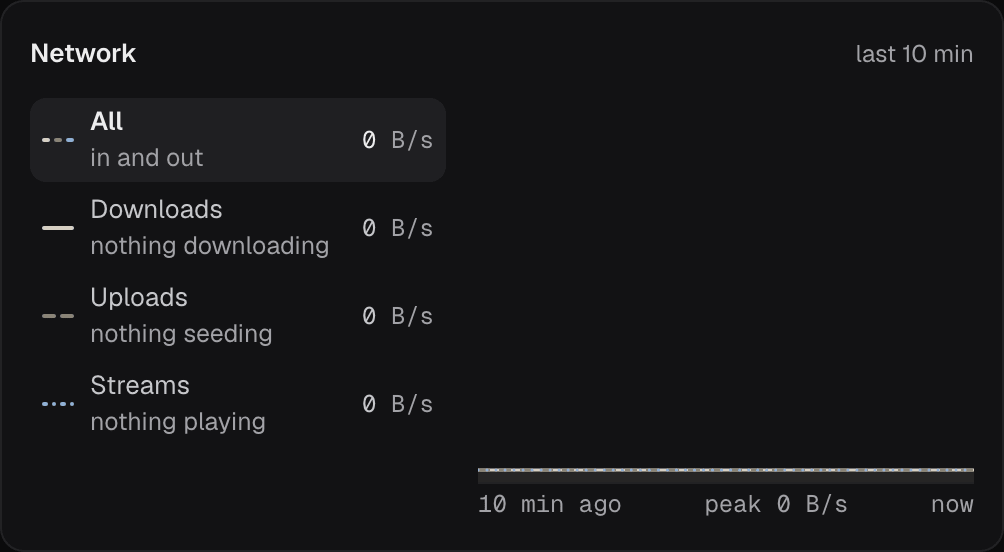 Network
last 10 min
All
in and out
0 B/s
Downloads
nothing downloading
0 B/s
Uploads
nothing seeding
0 B/s
Streams
nothing playing
0 B/s
10 min ago
peak 0 B/s
now